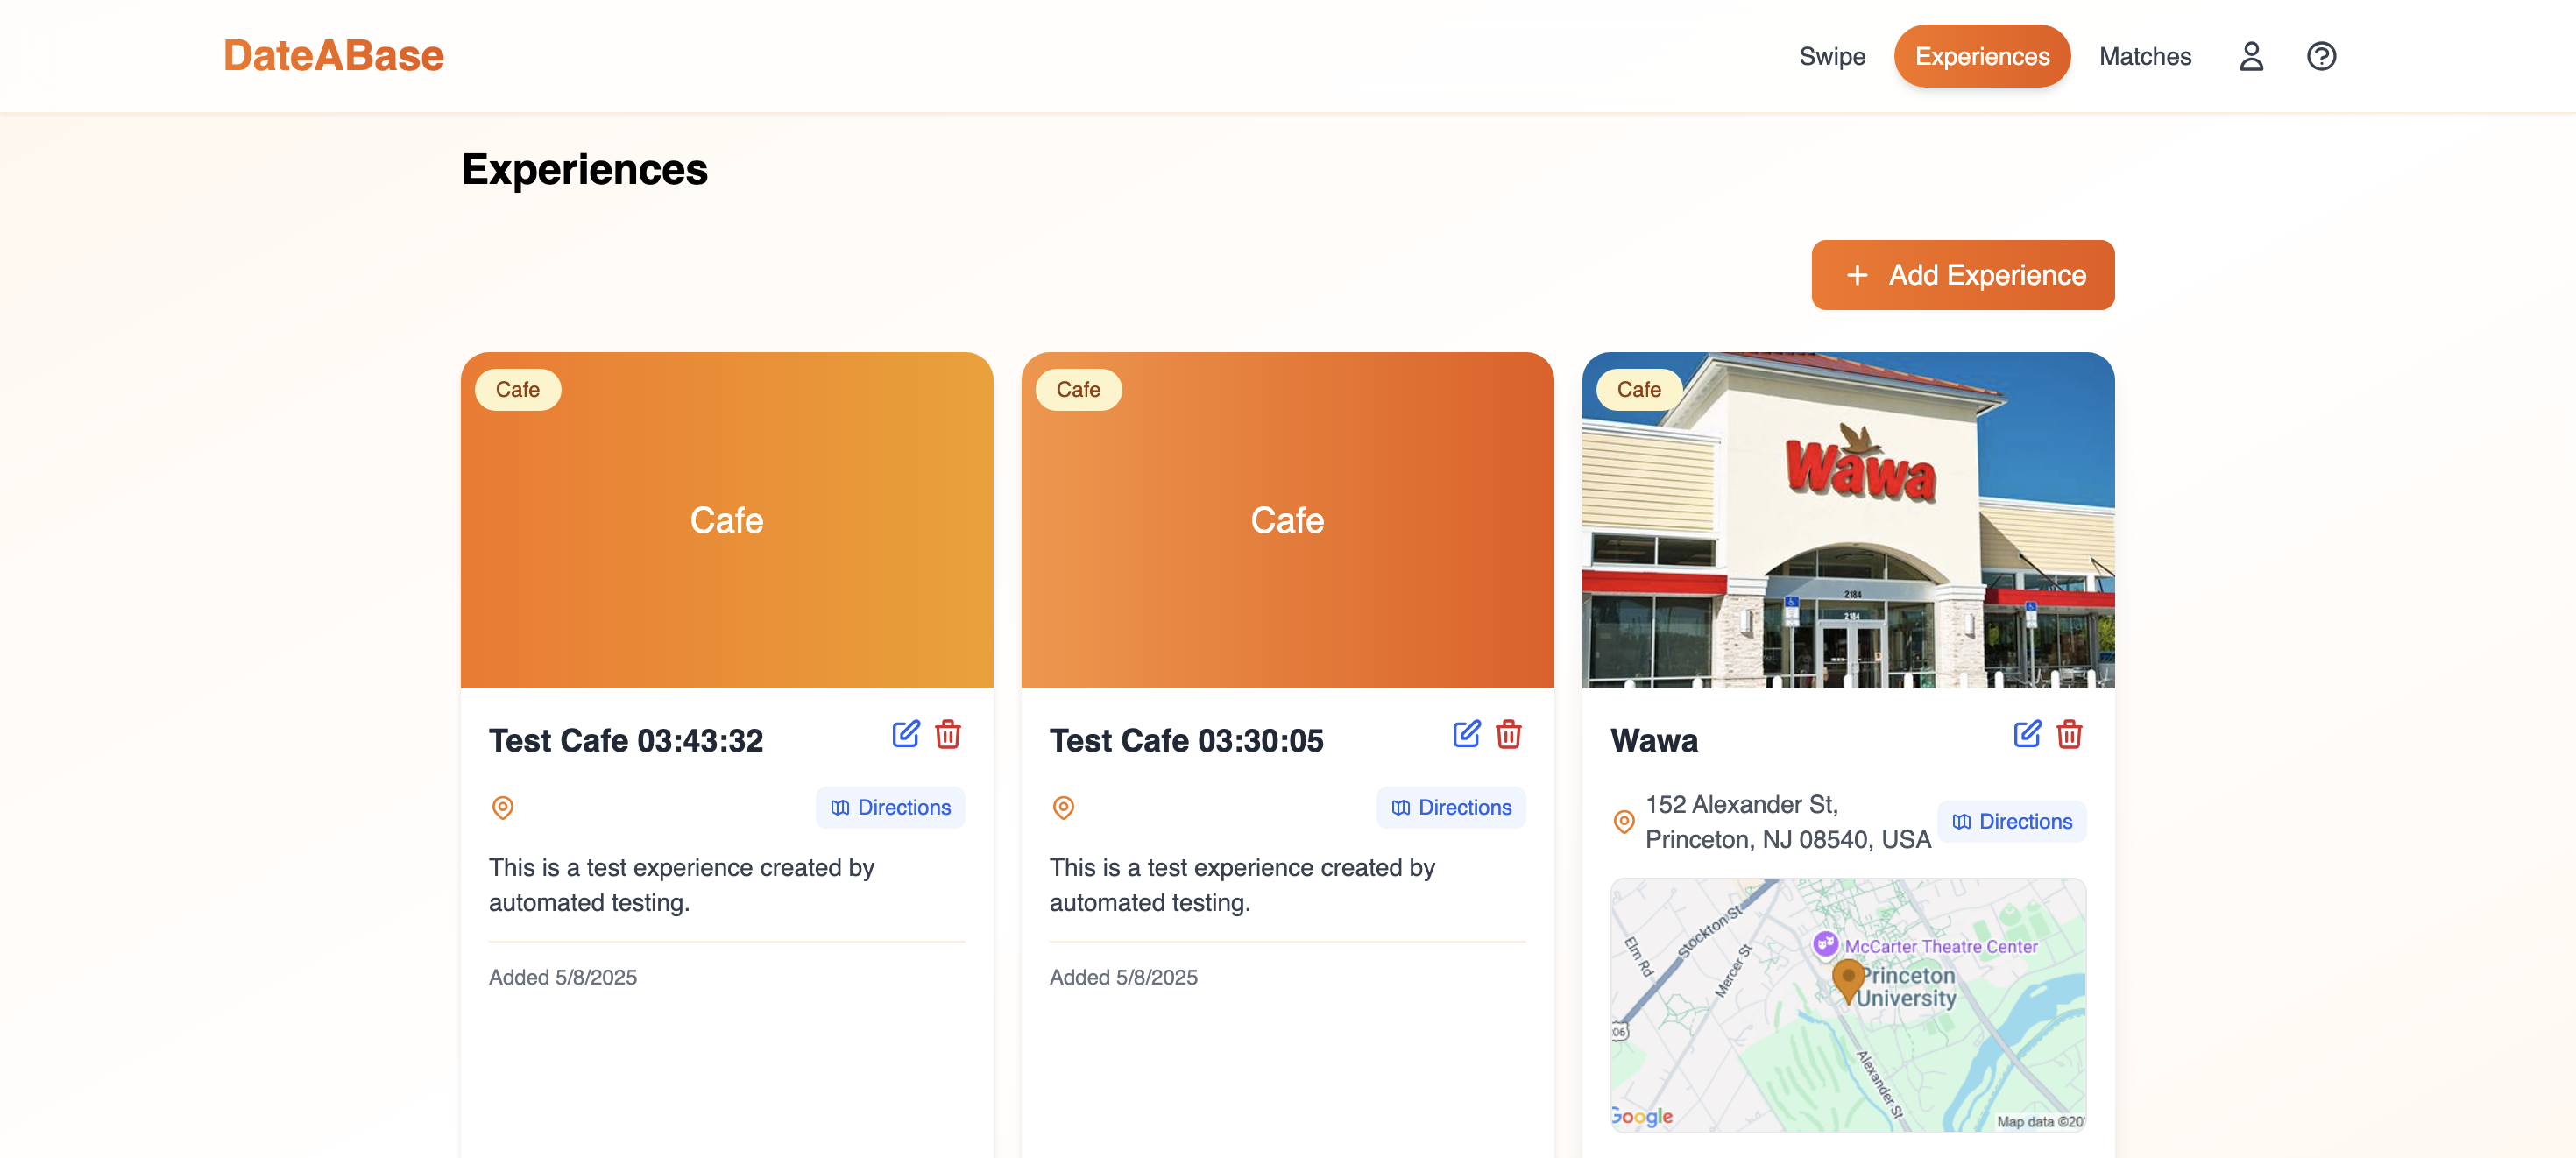 DateABase
Swipe
Experiences
Matches
Experiences
+ Add Experience
Cafe
Cafe
Test Cafe 03:43:32
Directions
This is a test experience created by
automated testing.
Added 5/8/2025
Cafe
Cafe
Test Cafe 03:30:05
Directions
This is a test experience created by
automated testing.
Added 5/8/2025
Cafe
Wawa
2184
2184
Wawa
152 Alexander St,
Princeton, NJ 08540, USA
Directions
Elm Rd
Stockton St
Mercer St
McCarter Theatre Center
Princeton
University
06
Alexander St
Google
Map data ©20